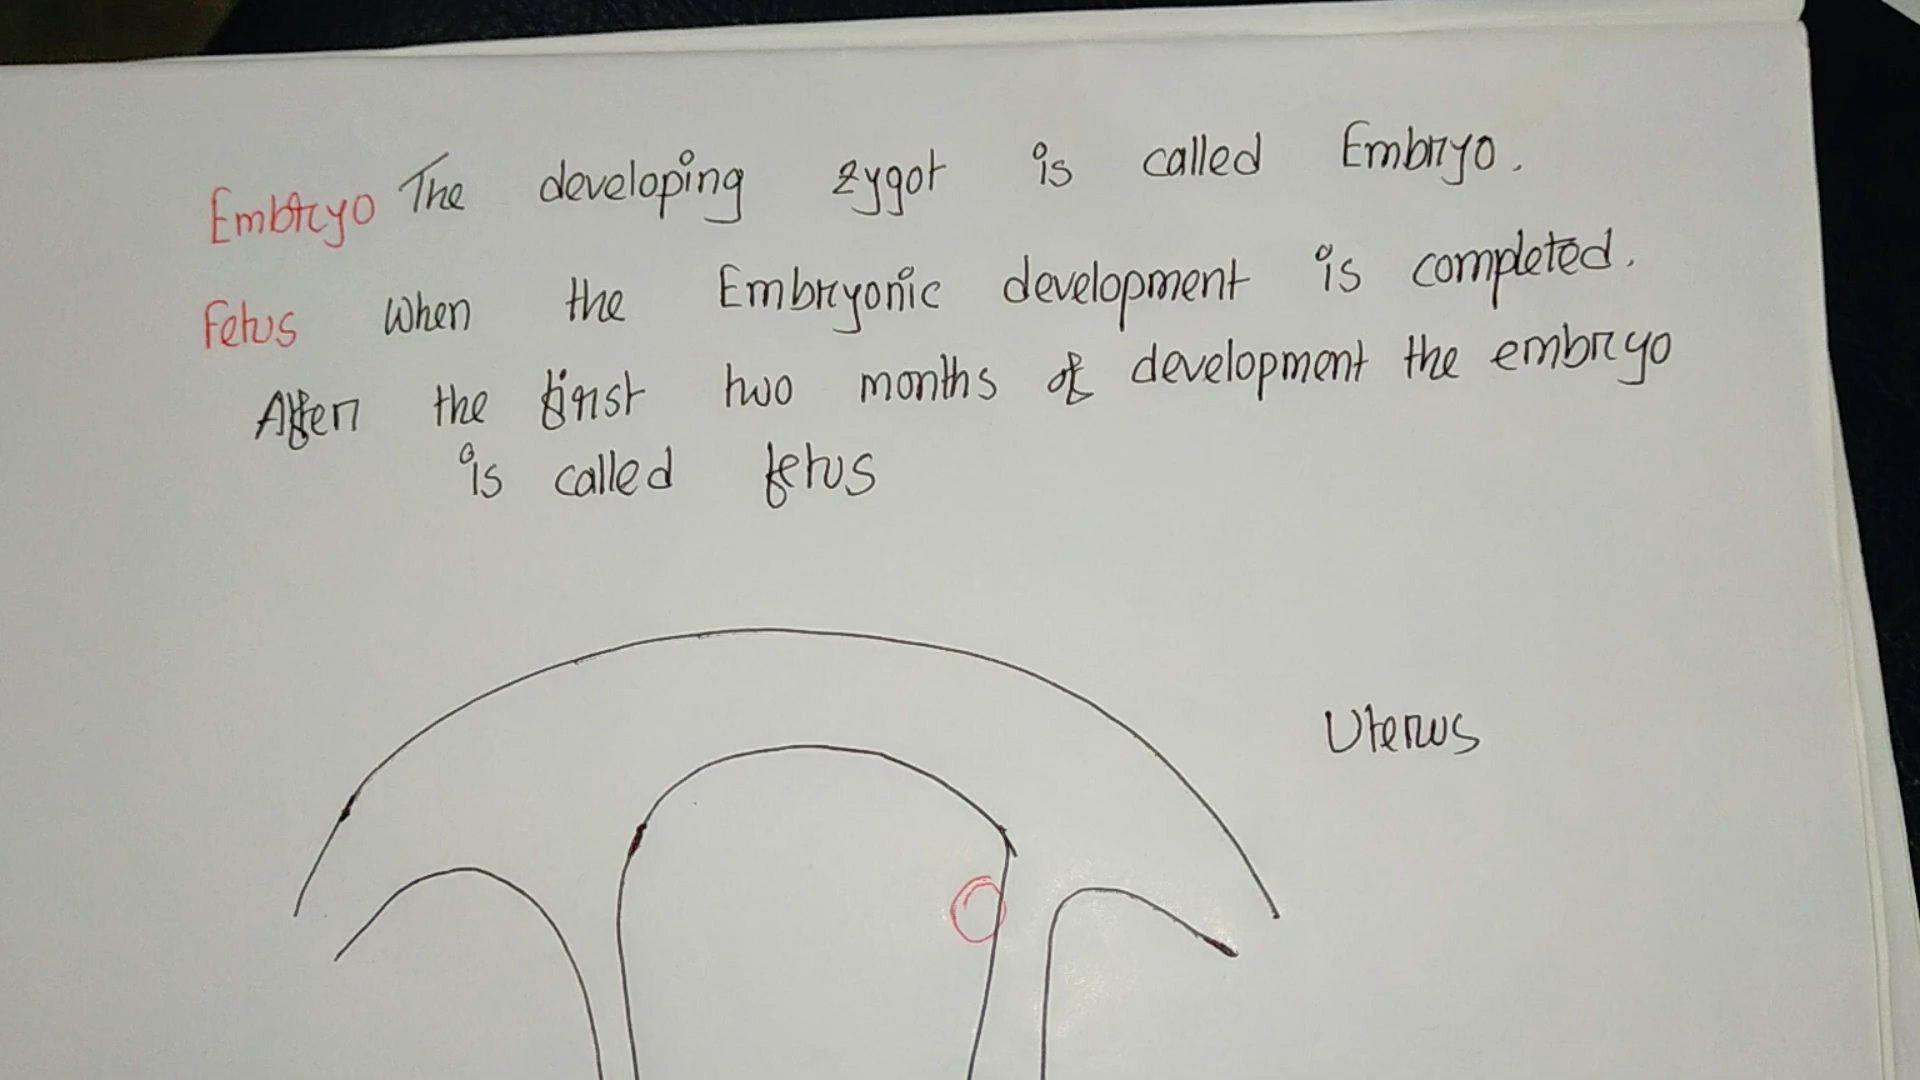 Embryo The developing zygot is called Embryo.
Fetus When the Embryonic development is completed.
After the first two months of development the embryo
is called fetus
Uterus